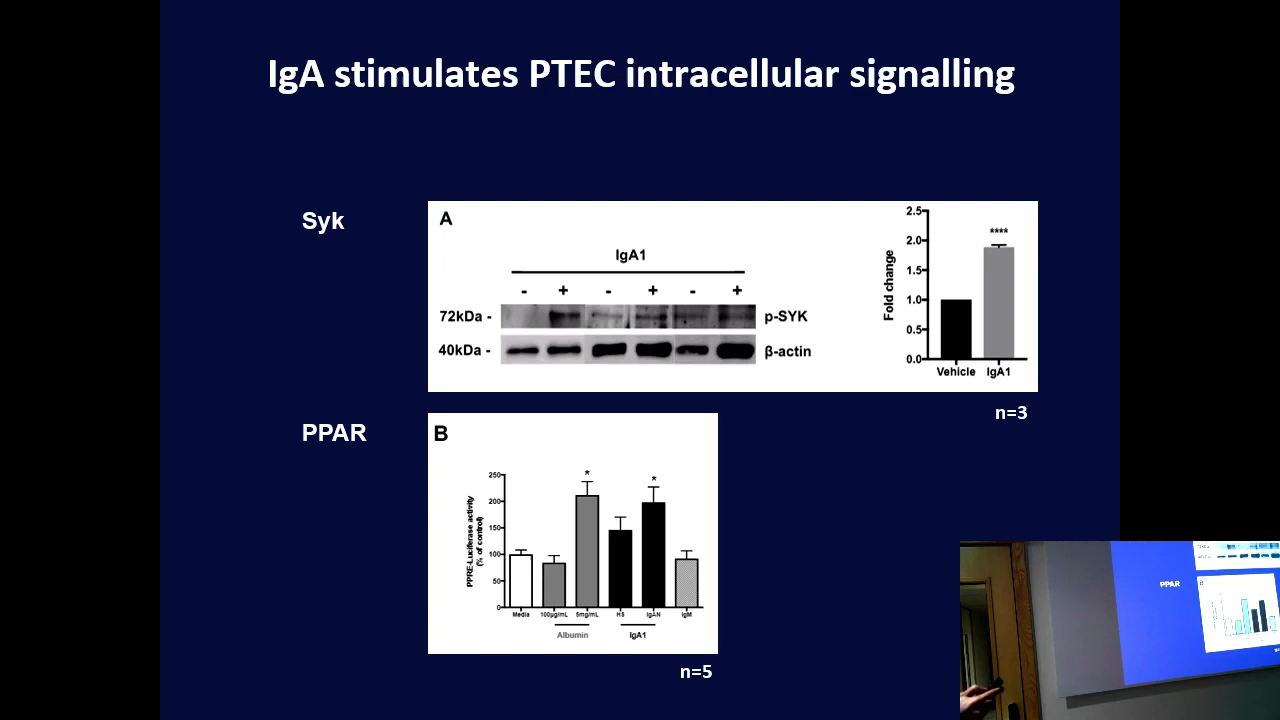 IgA stimulates PTEC intracellular signalling
Syk
A
IgA1
- + - + - +
72kDa - p-SYK
40kDa - β-actin
Fold change
2.5
2.0
1.5
1.0
0.5
0.0
****
Vehicle IgA1
n=3
PPAR
B
PPRE-Luciferase activity
(% of control)
250
200
150
100
50
0
* *
Media 100µg/mL 5mg/mL HS IgAN IgM
Albumin IgA1
n=5
PPAR